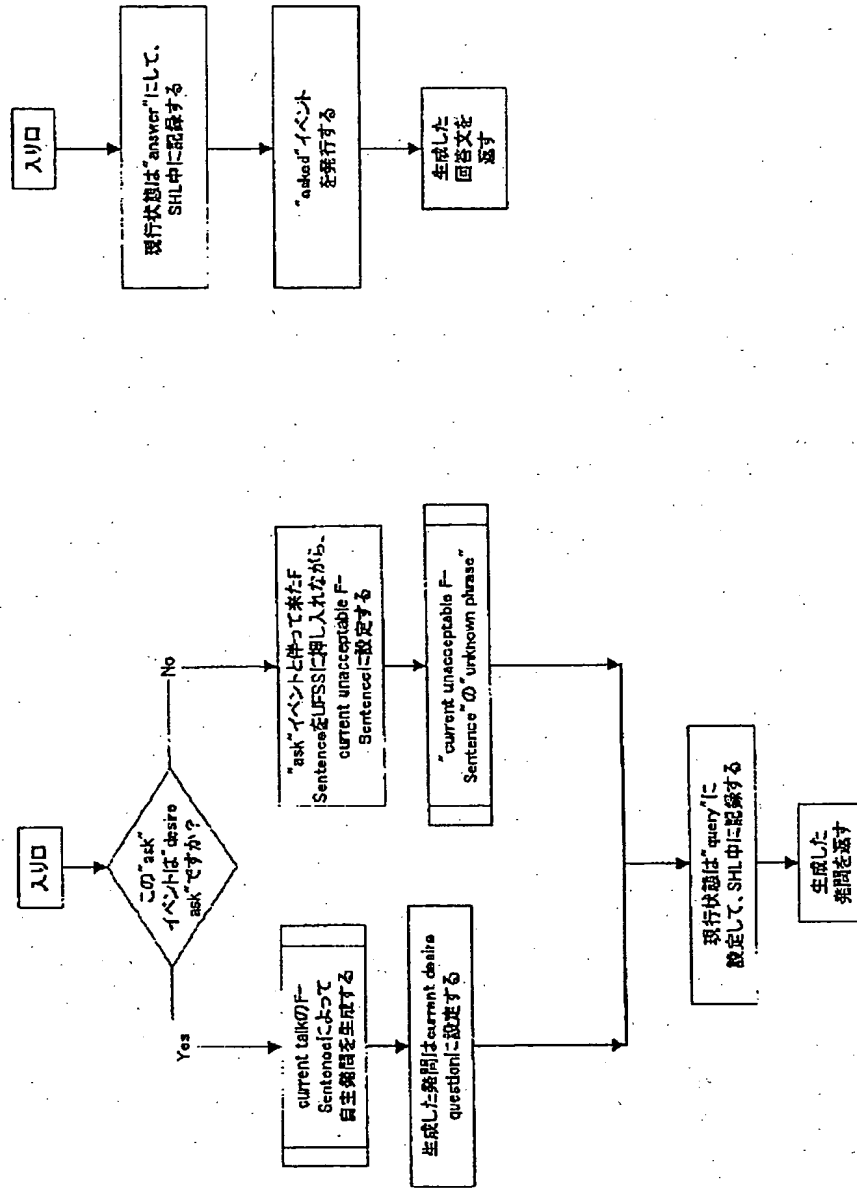 入り口
この"ask"
イベントは"desire
ask"ですか?
Yes
No
current talkのF-
Sentenceによって
自主発問を生成する
生成した発問はcurrent desire
questionに設定する
"ask"イベントと伴って来たF
SentenceをUFSSに押し入れながら、
current unacceptable F-
Sentenceに設定する
"current unacceptable F-
Sentence"の"unknown phrase"
現行状態は"query"に
設定して、SHL中に記録する
生成した
発問を返す
入り口
現行状態は"answer"にして、
SHL中に記録する
"asked"イベント
を発行する
生成した
回答文を
返す